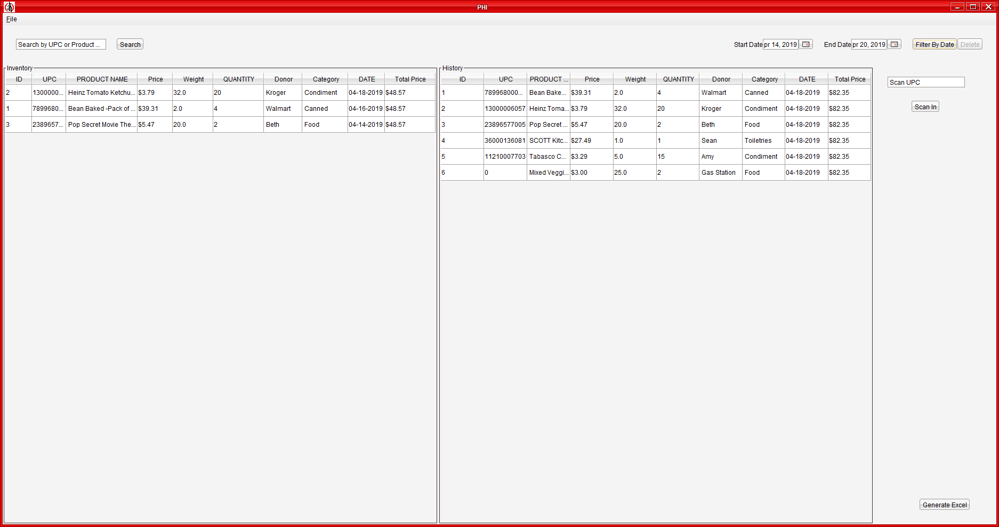 PHI
File
Search by UPC or Product ... Search Start Date pr 14, 2019 End Date pr 20, 2019 Filter By Date Delete
Inventory
ID UPC PRODUCT NAME Price Weight QUANTITY Donor Category DATE Total Price
2 1300000... Heinz Tomato Ketchu... $3.79 32.0 20 Kroger Condiment 04-18-2019 $48.57
1 7899680... Bean Baked -Pack of ... $39.31 2.0 4 Walmart Canned 04-16-2019 $48.57
3 2389657... Pop Secret Movie The... $5.47 20.0 2 Beth Food 04-14-2019 $48.57
History
ID UPC PRODUCT ... Price Weight QUANTITY Donor Category DATE Total Price
1 789968000... Bean Bake... $39.31 2.0 4 Walmart Canned 04-18-2019 $82.35
2 13000006057 Heinz Toma... $3.79 32.0 20 Kroger Condiment 04-18-2019 $82.35
3 23896577005 Pop Secret ... $5.47 20.0 2 Beth Food 04-18-2019 $82.35
4 36000136081 SCOTT Kitc... $27.49 1.0 1 Sean Toiletries 04-18-2019 $82.35
5 11210007703 Tabasco C... $3.29 5.0 15 Amy Condiment 04-18-2019 $82.35
6 0 Mixed Veggi... $3.00 25.0 2 Gas Station Food 04-18-2019 $82.35
Scan UPC
Scan In
Generate Excel